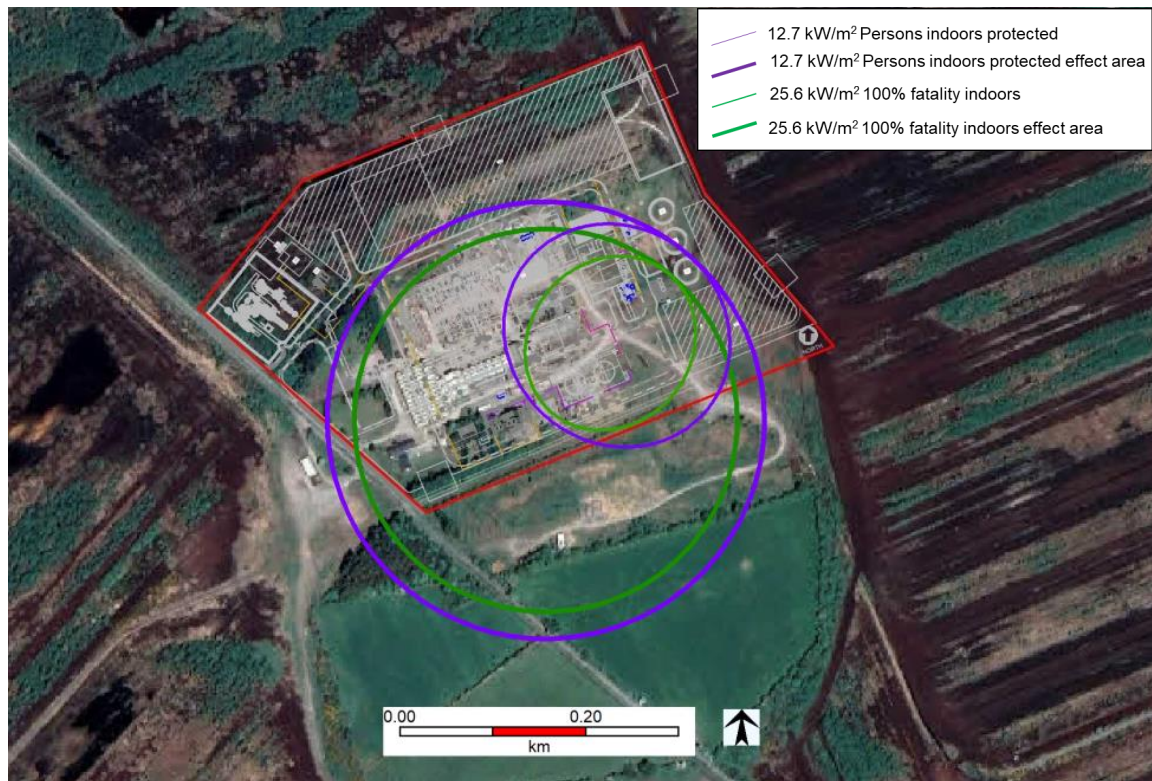 12.7 kW/m² Persons indoors protected
12.7 kW/m² Persons indoors protected effect area
25.6 kW/m² 100% fatality indoors
25.6 kW/m² 100% fatality indoors effect area
NORTH
0.00 0.20
km